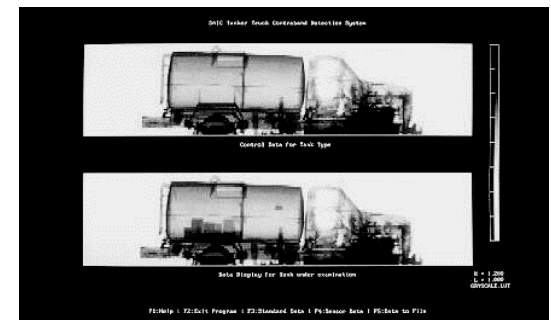 SAIC Tanker Truck Contraband Detection System
Control Data for Tank Type
Data Display for Tank under examination
R = 1.200
L = 1.000
GRYSCALE.LUT
F1:Help | F2:Exit Program | F3:Standard Data | F4:Sensor Data | F5:Data to File